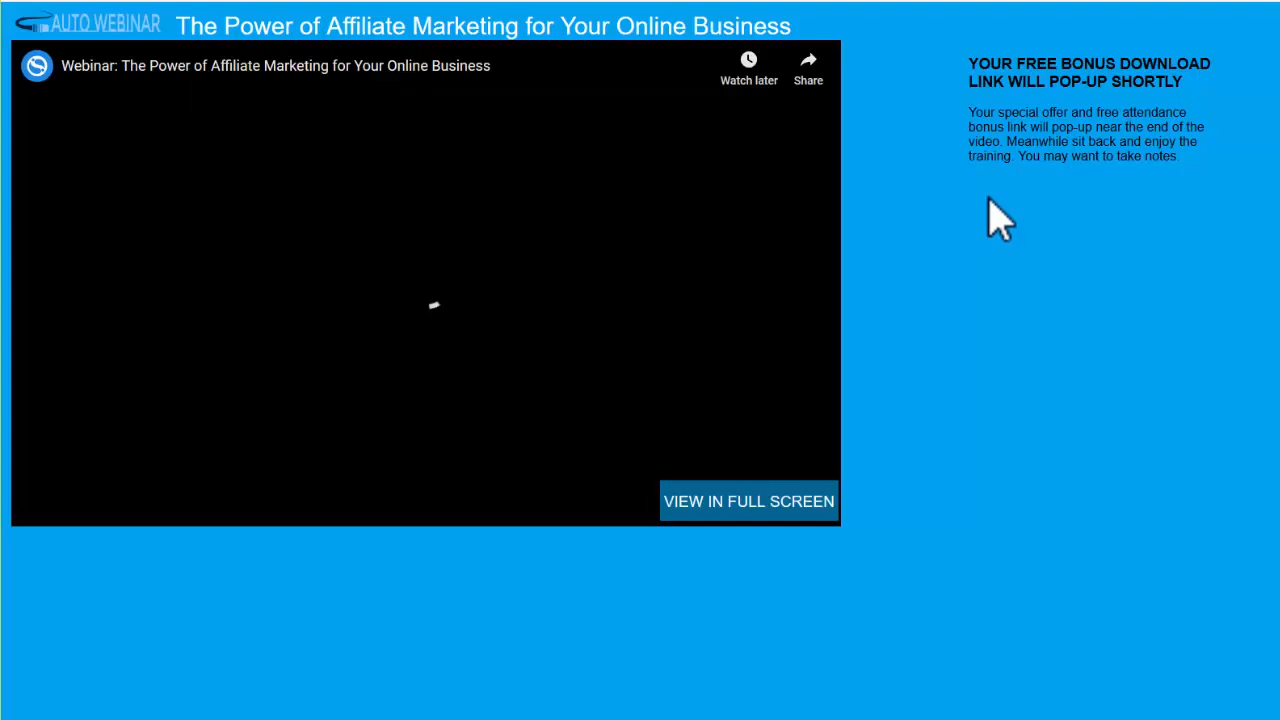 AUTO WEBINAR
The Power of Affiliate Marketing for Your Online Business
Webinar: The Power of Affiliate Marketing for Your Online Business
Watch later
Share
VIEW IN FULL SCREEN
YOUR FREE BONUS DOWNLOAD
LINK WILL POP-UP SHORTLY
Your special offer and free attendance
bonus link will pop-up near the end of the
video. Meanwhile sit back and enjoy the
training. You may want to take notes.